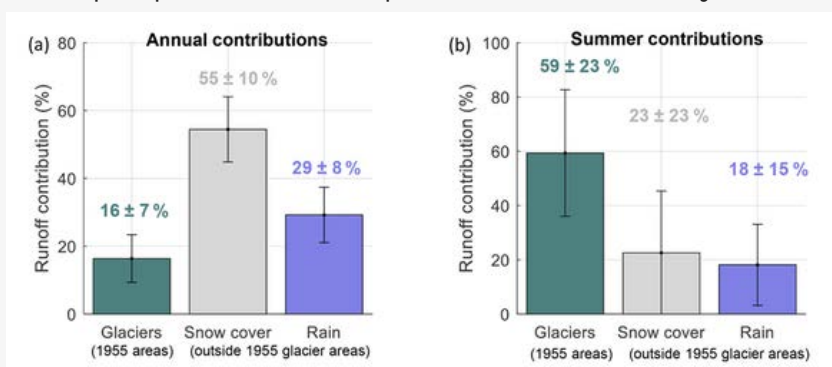 (a)
Annual contributions
Runoff contribution (%)
80
60
40
20
0
16 ± 7 %
55 ± 10 %
29 ± 8 %
Glaciers
(1955 areas)
Snow cover
Rain
(outside 1955 glacier areas)
(b)
Summer contributions
Runoff contribution (%)
100
80
60
40
20
0
59 ± 23 %
23 ± 23 %
18 ± 15 %
Glaciers
(1955 areas)
Snow cover
Rain
(outside 1955 glacier areas)